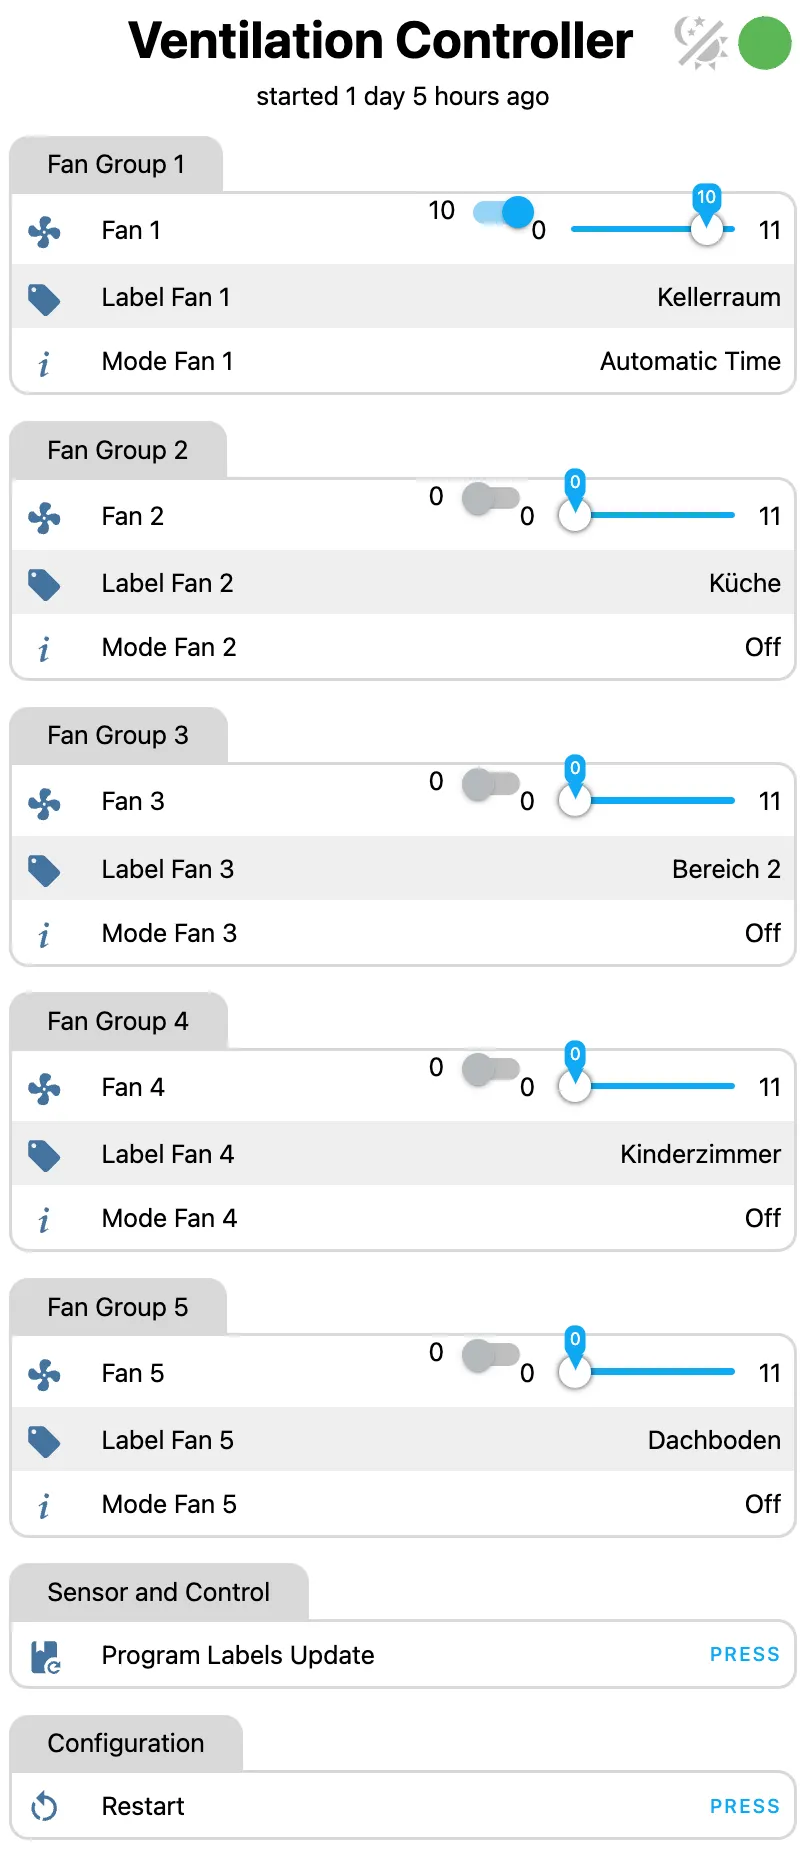 Ventilation Controller
started 1 day 5 hours ago
Fan Group 1
Fan 1 10 0 10 11
Label Fan 1 Kellerraum
Mode Fan 1 Automatic Time
Fan Group 2
Fan 2 0 0 0 11
Label Fan 2 Küche
Mode Fan 2 Off
Fan Group 3
Fan 3 0 0 0 11
Label Fan 3 Bereich 2
Mode Fan 3 Off
Fan Group 4
Fan 4 0 0 0 11
Label Fan 4 Kinderzimmer
Mode Fan 4 Off
Fan Group 5
Fan 5 0 0 0 11
Label Fan 5 Dachboden
Mode Fan 5 Off
Sensor and Control
Program Labels Update PRESS
Configuration
Restart PRESS